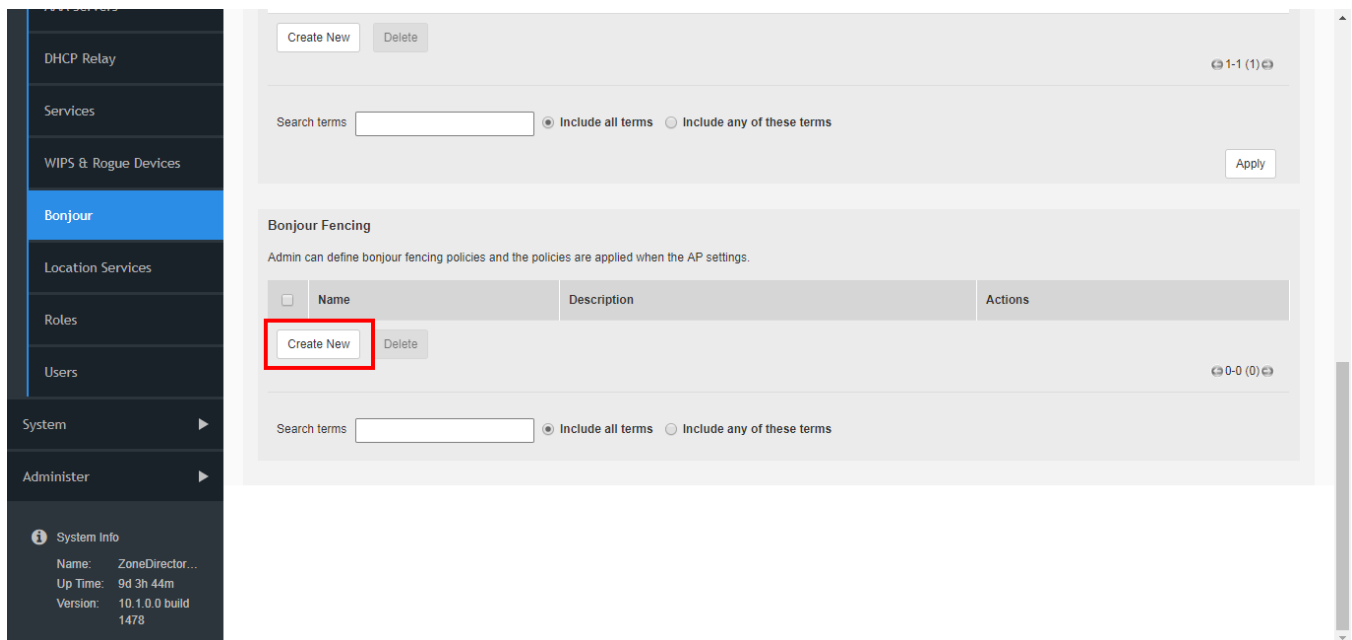 Create New Delete
DHCP Relay
1-1 (1)
Services
Search terms Include all terms Include any of these terms
WIPS & Rogue Devices
Apply
Bonjour
Bonjour Fencing
Admin can define bonjour fencing policies and the policies are applied when the AP settings.
Location Services
Name Description Actions
Roles
Create New Delete
Users
0-0 (0)
System
Search terms Include all terms Include any of these terms
Administer
System Info
Name: ZoneDirector...
Up Time: 9d 3h 44m
Version: 10.1.0.0 build
1478